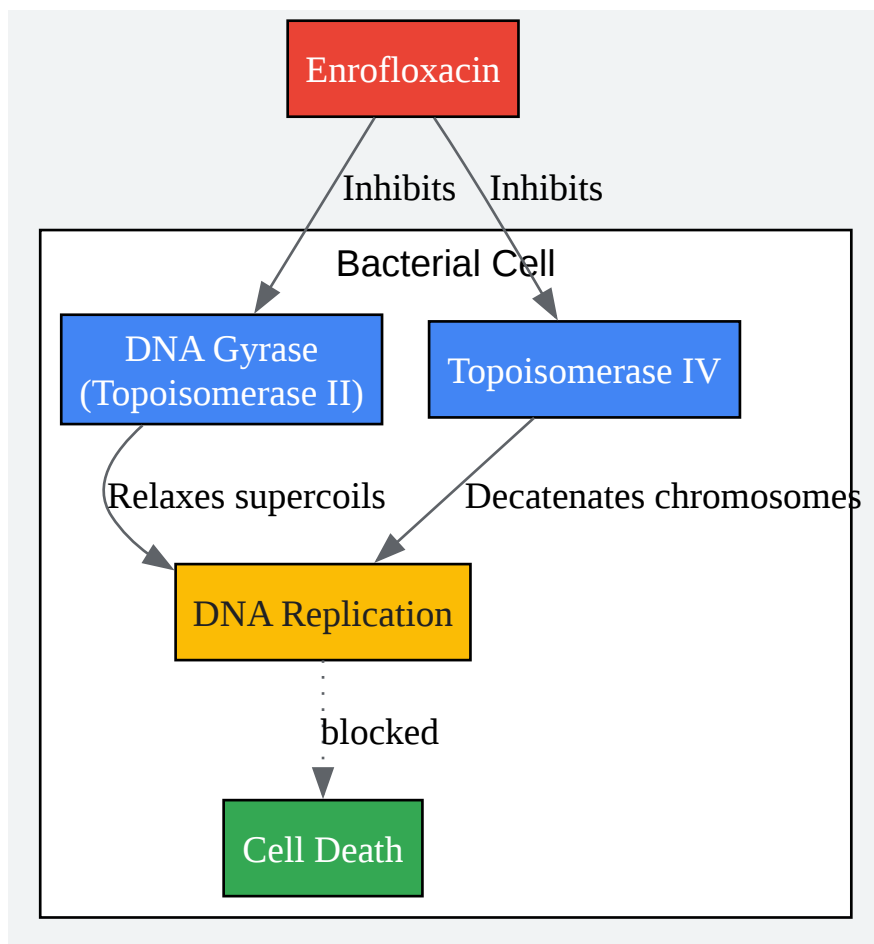 Enrofloxacin
Inhibits
Inhibits
Bacterial Cell
DNA Gyrase
(Topoisomerase II)
Topoisomerase IV
Relaxes supercoils
Decatenates chromosomes
DNA Replication
blocked
Cell Death